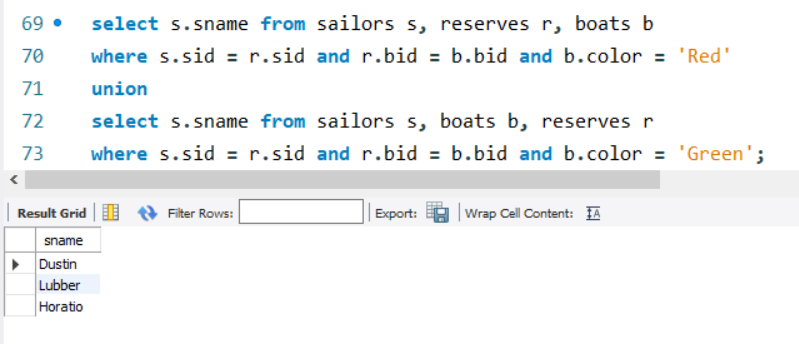 69 select s.sname from sailors s, reserves r, boats b
70 where s.sid = r.sid and r.bid = b.bid and b.color = 'Red'
71 union
72 select s.sname from sailors s, boats b, reserves r
73 where s.sid = r.sid and r.bid = b.bid and b.color = 'Green';
Result Grid Filter Rows: Export: Wrap Cell Content: IA
sname
Dustin
Lubber
Horatio